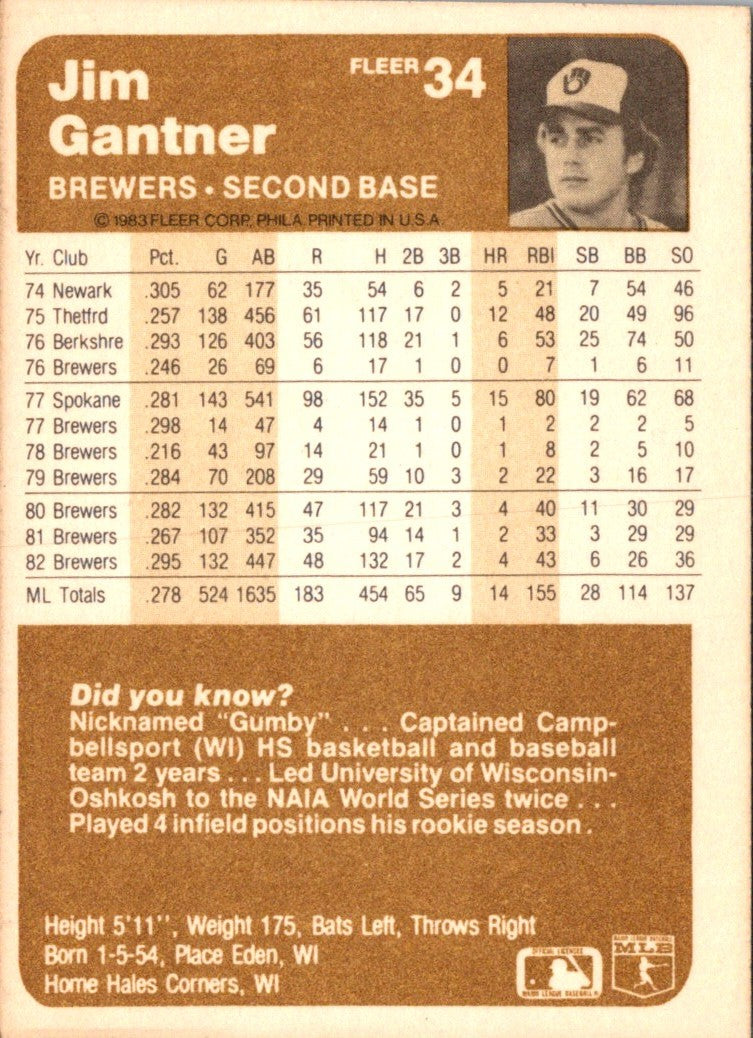 Jim
Gantner
FLEER 34
BREWERS • SECOND BASE
© 1983 FLEER CORP. PHILA. PRINTED IN U.S.A.
Yr. Club Pct. G AB R H 2B 3B HR RBI SB BB SO
74 Newark .305 62 177 35 54 6 2 5 21 7 54 46
75 Thetfrd .257 138 456 61 117 17 0 12 48 20 49 96
76 Berkshre .293 126 403 56 118 21 1 6 53 25 74 50
76 Brewers .246 26 69 6 17 1 0 0 7 1 6 11
77 Spokane .281 143 541 98 152 35 5 15 80 19 62 68
77 Brewers .298 14 47 4 14 1 0 1 2 2 2 5
78 Brewers .216 43 97 14 21 1 0 1 8 2 5 10
79 Brewers .284 70 208 29 59 10 3 2 22 3 16 17
80 Brewers .282 132 415 47 117 21 3 4 40 11 30 29
81 Brewers .267 107 352 35 94 14 1 2 33 3 29 29
82 Brewers .295 132 447 48 132 17 2 4 43 6 26 36
ML Totals .278 524 1635 183 454 65 9 14 155 28 114 137
Did you know?
Nicknamed "Gumby" . . . Captained Camp-
bellsport (WI) HS basketball and baseball
team 2 years . . . Led University of Wisconsin-
Oshkosh to the NAIA World Series twice . . .
Played 4 infield positions his rookie season.
Height 5'11", Weight 175, Bats Left, Throws Right
Born 1-5-54, Place Eden, WI
Home Hales Corners, WI
OFFICIAL LICENSEE
MAJOR LEAGUE BASEBALL
MAJOR LEAGUE BASEBALL
MLB